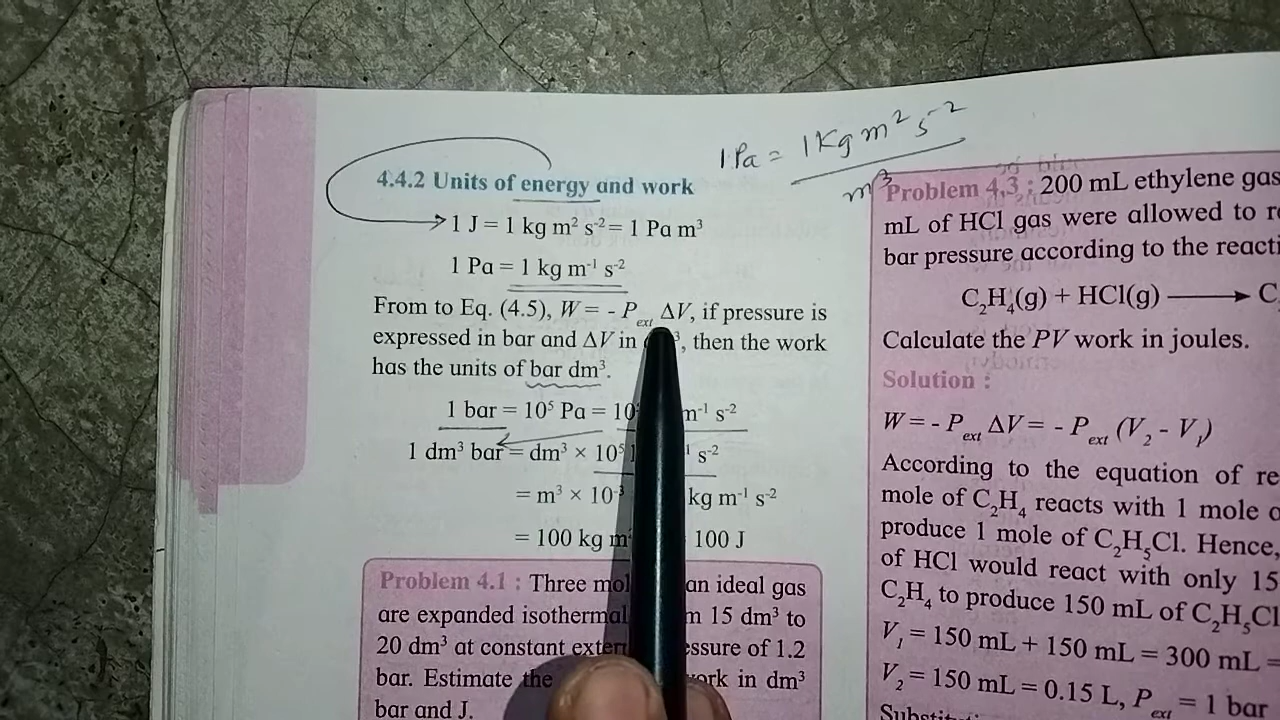 1 Pa = 1 Kg m² s⁻²
m³
4.4.2 Units of energy and work
1 J = 1 kg m² s⁻² = 1 Pa m³
1 Pa = 1 kg m⁻¹ s⁻²
From to Eq. (4.5), W = - Pext ΔV, if pressure is
expressed in bar and ΔV in , then the work
has the units of bar dm³.
1 bar = 10⁵ Pa = 10 m⁻¹ s⁻²
1 dm³ bar = dm³ × 10⁵ s⁻²
= m³ × 10⁻³ kg m⁻¹ s⁻²
= 100 kg m 100 J
Problem 4.1 : Three an ideal gas
are expanded 15 dm³ to
20 dm³ at constant of 1.2
bar. Estimate the in dm³
bar and J.
Problem 4.3 : 200 mL ethylene gas
mL of HCl gas were allowed to
bar pressure according to the
C₂H₄(g) + HCl(g) ⟶ C
Calculate the PV work in joules.
Solution :
W = - Pext ΔV = - Pext (V₂ - V₁)
According to the equation of
mole of C₂H₄ reacts with 1 mole
produce 1 mole of C₂H₅Cl. Hence,
of HCl would react with only 15
C₂H₄ to produce 150 mL of C₂H₅Cl
V₁ = 150 mL + 150 mL = 300 mL =
V₂ = 150 mL = 0.15 L, Pext = 1 bar